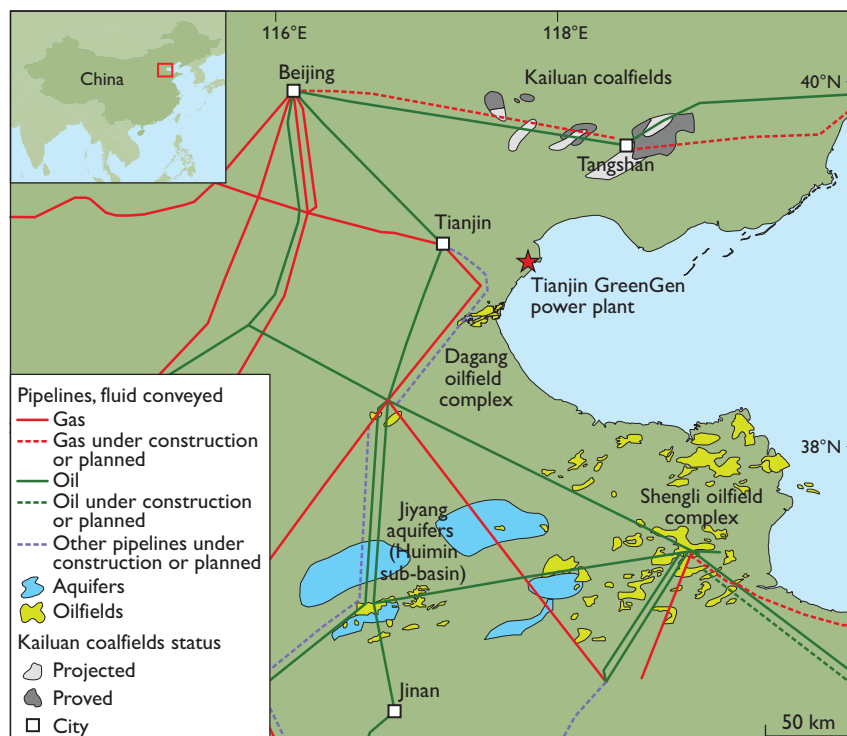 116°E
118°E
China
Beijing
Kailuan coalfields
40°N
Tangshan
Tianjin
Tianjin GreenGen
power plant
Dagang
oilfield
complex
Pipelines, fluid conveyed
Gas
Gas under construction
or planned
Oil
Oil under construction
or planned
Other pipelines under
construction or planned
Aquifers
Oilfields
Kailuan coalfields status
Projected
Proved
City
38°N
Shengli oilfield
complex
Jiyang
aquifers
(Huimin
sub-basin)
Jinan
50 km